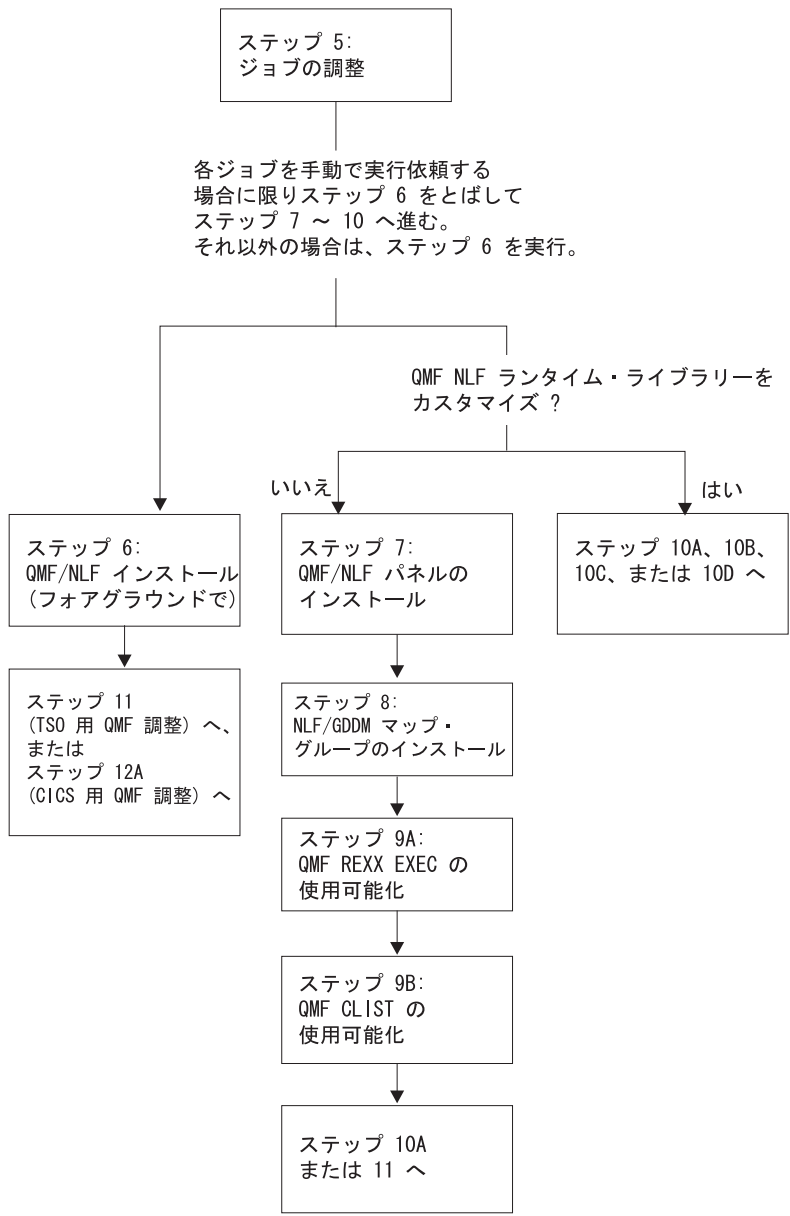 ステップ 5:
ジョブの調整
各ジョブを手動で実行依頼する
場合に限りステップ 6 をとばして
ステップ 7 ～ 10 へ進む。
それ以外の場合は、ステップ 6 を実行。
QMF NLF ランタイム・ライブラリーを
カスタマイズ ?
いいえ
はい
ステップ 6:
QMF/NLF インストール
(フォアグラウンドで)
ステップ 7:
QMF/NLF パネルの
インストール
ステップ 10A、10B、
10C、または 10D へ
ステップ 11
(TSO 用 QMF 調整) へ、
または
ステップ 12A
(CICS 用 QMF 調整) へ
ステップ 8:
NLF/GDDM マップ・
グループのインストール
ステップ 9A:
QMF REXX EXEC の
使用可能化
ステップ 9B:
QMF CLIST の
使用可能化
ステップ 10A
または 11 へ